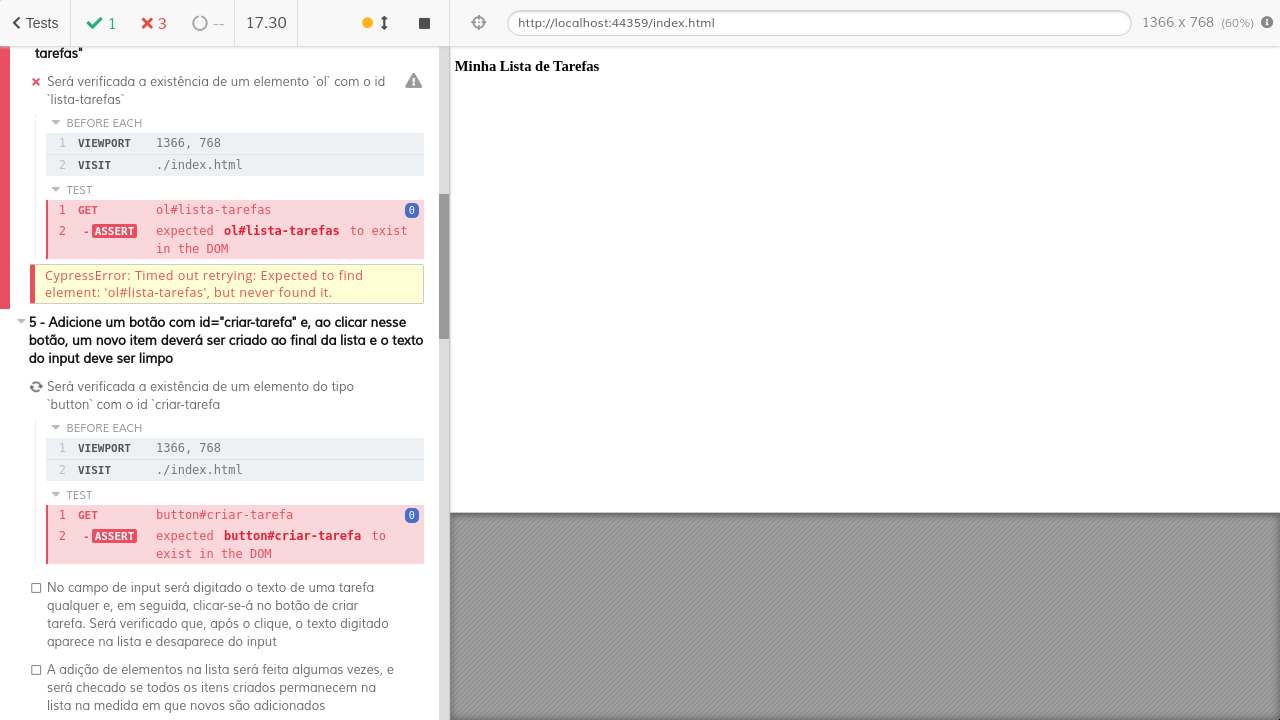 Tests
1
3
--
17.30
http://localhost:44359/index.html
1366 x 768 (60%)
tarefas"
Será verificada a existência de um elemento `ol` com o id
`lista-tarefas`
BEFORE EACH
1 VIEWPORT 1366, 768
2 VISIT ./index.html
TEST
1 GET ol#lista-tarefas 0
2 -ASSERT expected ol#lista-tarefas to exist
in the DOM
CypressError: Timed out retrying: Expected to find
element: 'ol#lista-tarefas', but never found it.
5 - Adicione um botão com id="criar-tarefa" e, ao clicar nesse
botão, um novo item deverá ser criado ao final da lista e o texto
do input deve ser limpo
Será verificada a existência de um elemento do tipo
`button` com o id `criar-tarefa
BEFORE EACH
1 VIEWPORT 1366, 768
2 VISIT ./index.html
TEST
1 GET button#criar-tarefa 0
2 -ASSERT expected button#criar-tarefa to
exist in the DOM
No campo de input será digitado o texto de uma tarefa
qualquer e, em seguida, clicar-se-á no botão de criar
tarefa. Será verificado que, após o clique, o texto digitado
aparece na lista e desaparece do input
A adição de elementos na lista será feita algumas vezes, e
será checado se todos os itens criados permanecem na
lista na medida em que novos são adicionados
Minha Lista de Tarefas